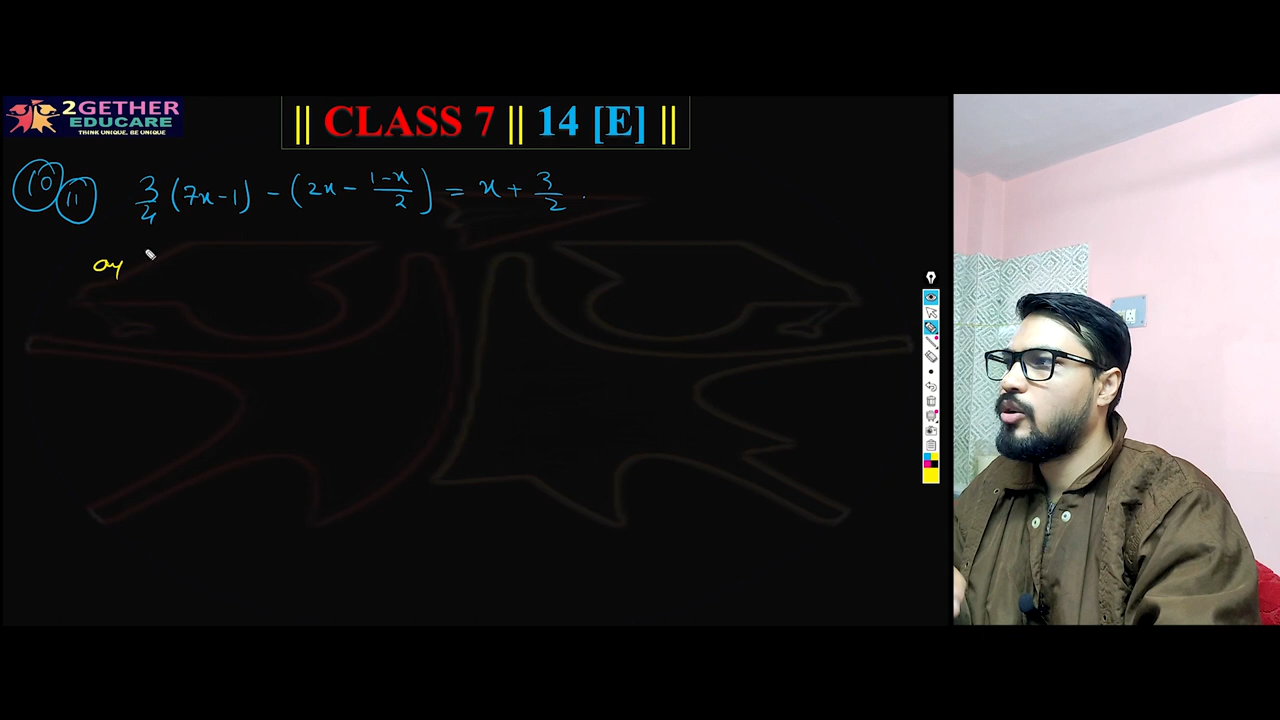 2GETHER
EDUCARE
THINK UNIQUE, BE UNIQUE
|| CLASS 7 || 14 [E] ||
10 11 3/4 (7x-1) - (2x - (1-x)/2) = x + 3/2 .